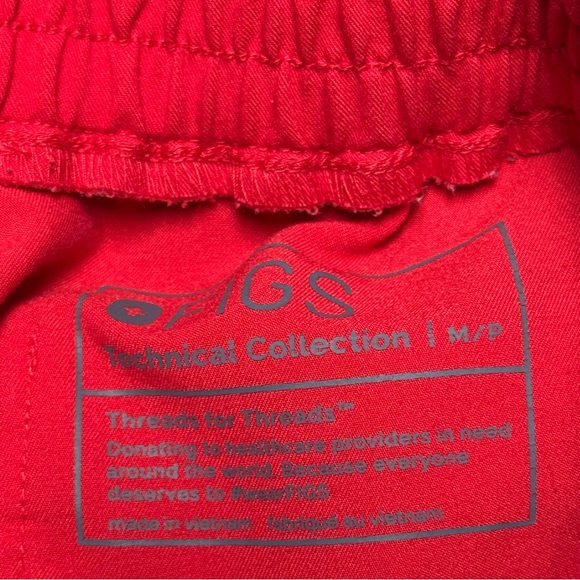 FIGS
Technical Collection | M/P
Threads for Threads™
Donating to healthcare providers in need
around the world. Because everyone
deserves to #wearFIGS
made in vietnam fabriqué au vietnam